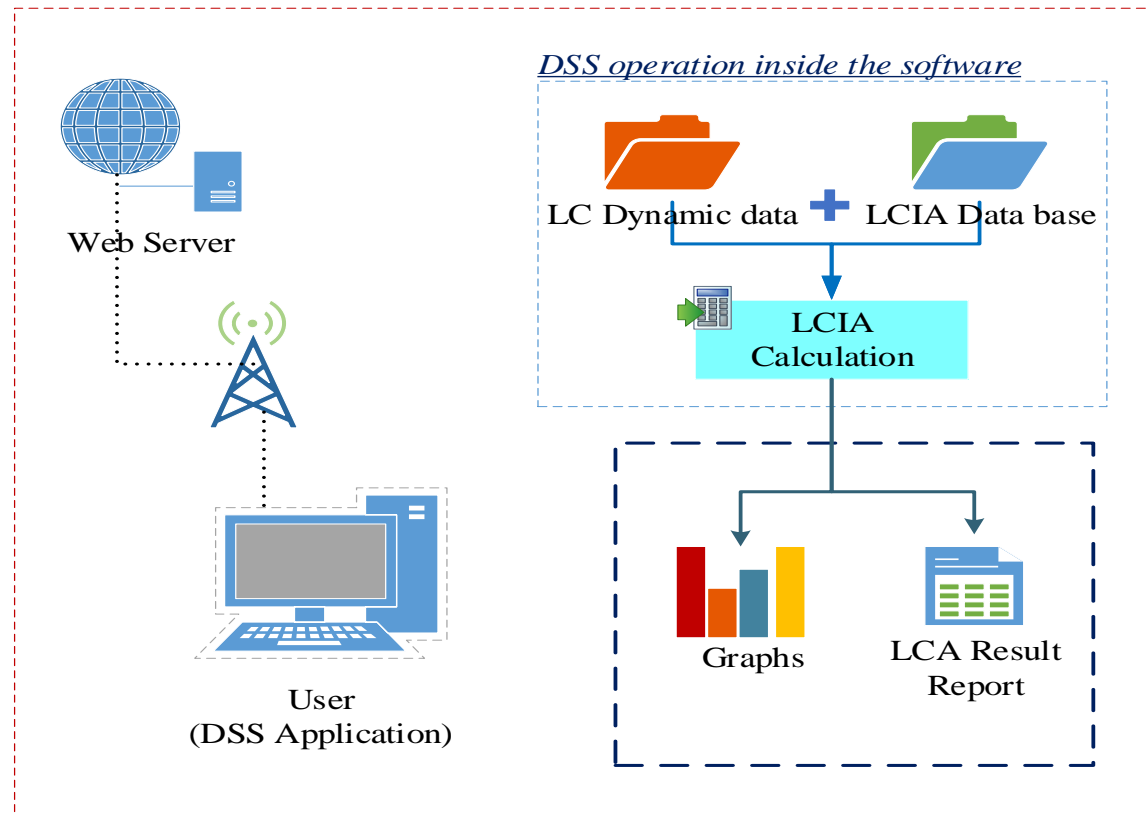 DSS operation inside the software
LC Dynamic data
LCIA Data base
Web Server
LCIA
Calculation
Graphs
LCA Result
Report
User
(DSS Application)